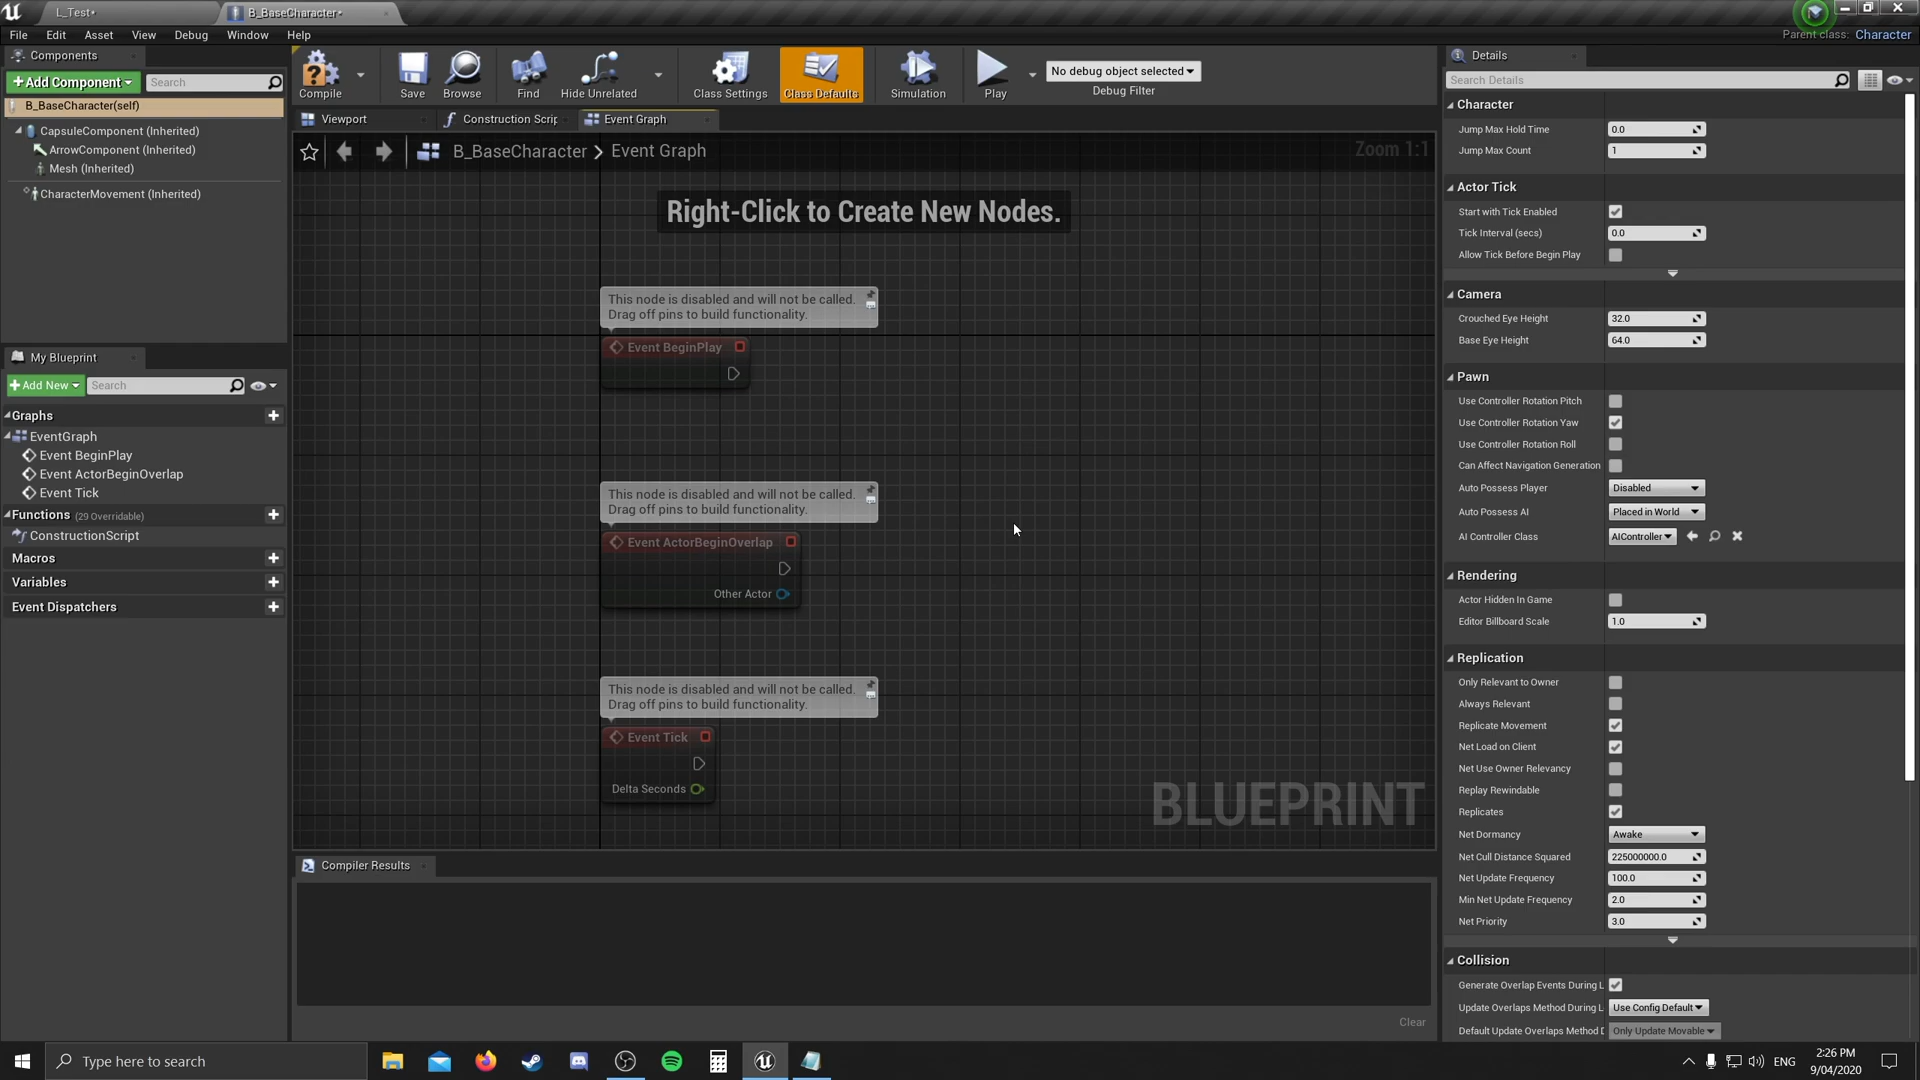 L_Test•
B_BaseCharacter•
File Edit Asset View Debug Window Help
Parent class: Character
Components
+Add Component
Search
B_BaseCharacter(self)
CapsuleComponent (Inherited)
ArrowComponent (Inherited)
Mesh (Inherited)
CharacterMovement (Inherited)
My Blueprint
+Add New
Search
Graphs
EventGraph
Event BeginPlay
Event ActorBeginOverlap
Event Tick
Functions (29 Overridable)
ConstructionScript
Macros
Variables
Event Dispatchers
Compile
Save
Browse
Find
Hide Unrelated
Class Settings
Class Defaults
Simulation
Play
No debug object selected
Debug Filter
Viewport
Construction Scrip
Event Graph
B_BaseCharacter > Event Graph
Zoom 1:1
Right-Click to Create New Nodes.
This node is disabled and will not be called.
Drag off pins to build functionality.
Event BeginPlay
This node is disabled and will not be called.
Drag off pins to build functionality.
Event ActorBeginOverlap
Other Actor
This node is disabled and will not be called.
Drag off pins to build functionality.
Event Tick
Delta Seconds
BLUEPRINT
Compiler Results
Clear
Details
Search Details
Character
Jump Max Hold Time 0.0
Jump Max Count 1
Actor Tick
Start with Tick Enabled
Tick Interval (secs) 0.0
Allow Tick Before Begin Play
Camera
Crouched Eye Height 32.0
Base Eye Height 64.0
Pawn
Use Controller Rotation Pitch
Use Controller Rotation Yaw
Use Controller Rotation Roll
Can Affect Navigation Generation
Auto Possess Player Disabled
Auto Possess AI Placed in World
AI Controller Class AIController
Rendering
Actor Hidden In Game
Editor Billboard Scale 1.0
Replication
Only Relevant to Owner
Always Relevant
Replicate Movement
Net Load on Client
Net Use Owner Relevancy
Replay Rewindable
Replicates
Net Dormancy Awake
Net Cull Distance Squared 225000000.0
Net Update Frequency 100.0
Min Net Update Frequency 2.0
Net Priority 3.0
Collision
Generate Overlap Events During L
Update Overlaps Method During L Use Config Default
Default Update Overlaps Method D Only Update Movable
Type here to search
ENG
2:26 PM
9/04/2020